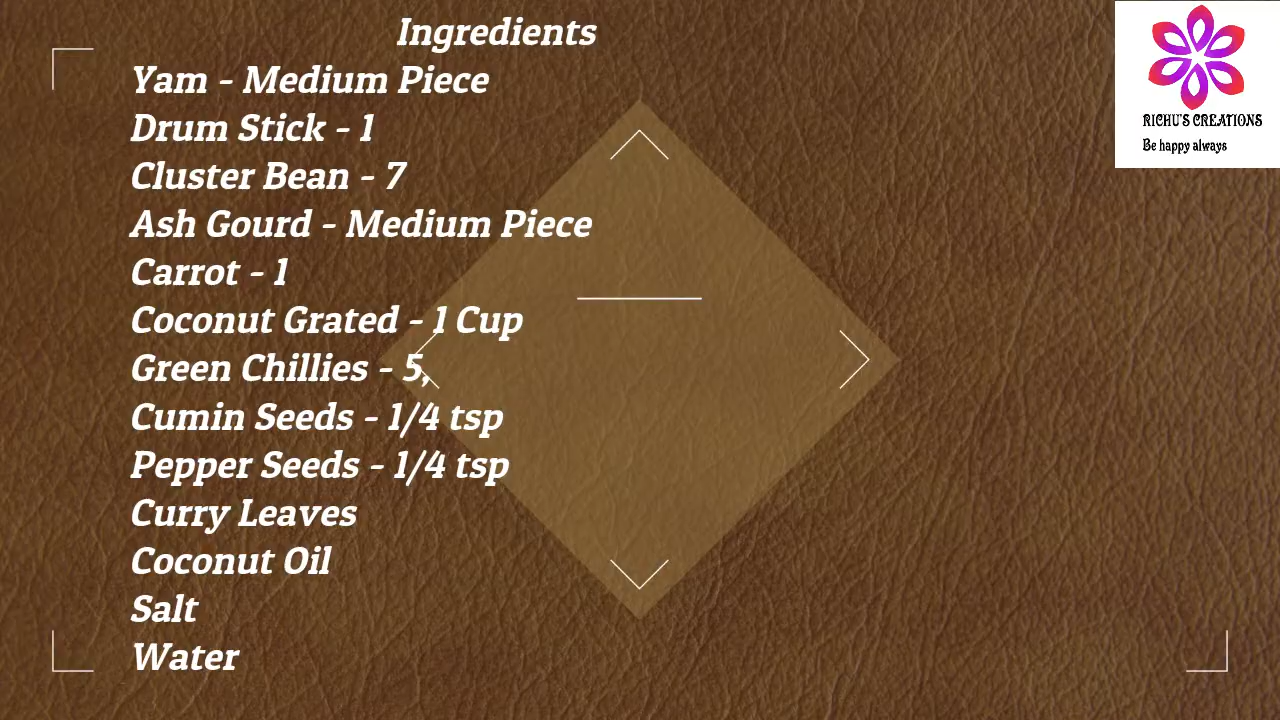 Ingredients
Yam - Medium Piece
Drum Stick - 1
Cluster Bean - 7
Ash Gourd - Medium Piece
Carrot - 1
Coconut Grated - 1 Cup
Green Chillies - 5,
Cumin Seeds - 1/4 tsp
Pepper Seeds - 1/4 tsp
Curry Leaves
Coconut Oil
Salt
Water
RICHU'S CREATIONS
Be happy always